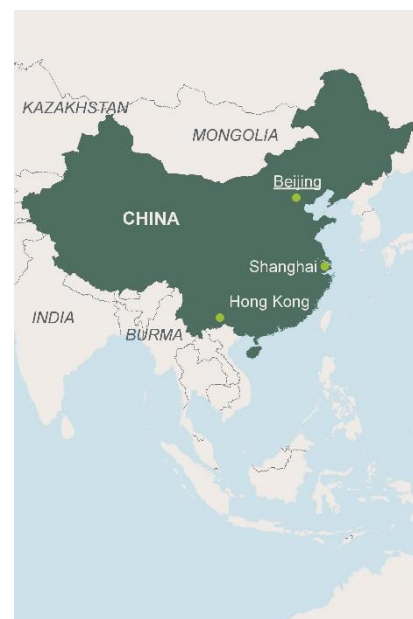 KAZAKHSTAN
MONGOLIA
Beijing
CHINA
Shanghai
Hong Kong
INDIA
BURMA